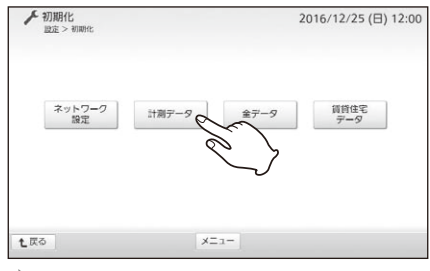 初期化
2016/12/25 (日) 12:00
設定 > 初期化
ネットワーク
設定
計測データ
全データ
賃貸住宅
データ
戻る
メニュー